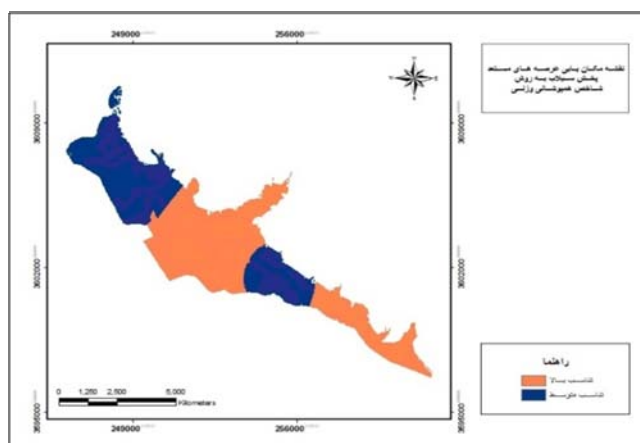 249000 256000
نقشه مکان یابی عرصه های مستعد
پخش سیلاب به روش
شاخص همپوشانی وزنی
3609000 3609000
3602000 3602000
راهنما
تناسب بالا
تناسب متوسط
0 1,250 2,500 5,000
Kilometers
249000 256000